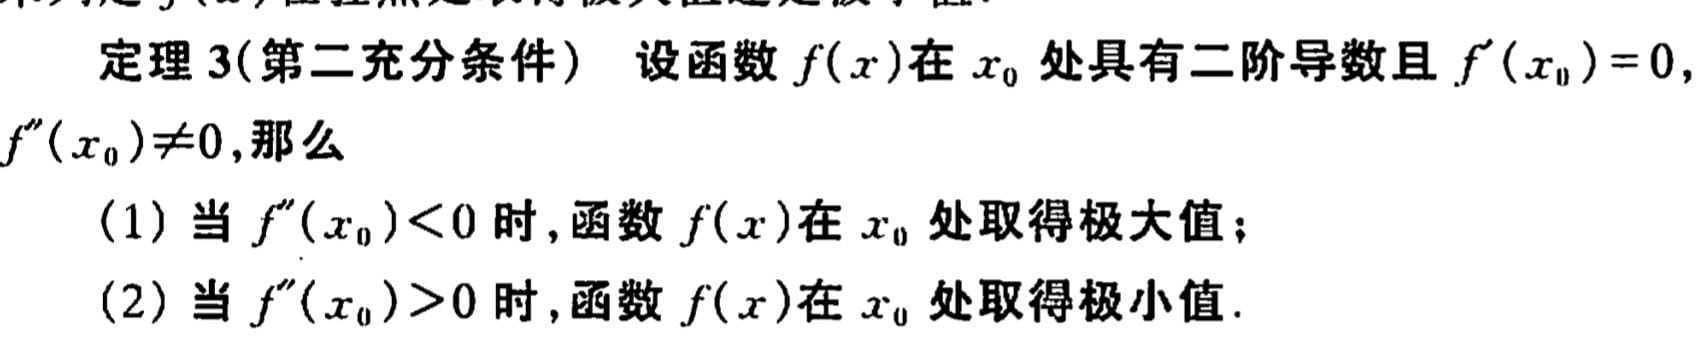 定理 3(第二充分条件) 设函数 f(x)在 x₀ 处具有二阶导数且 f′(x₀)=0,
f″(x₀)≠0,那么
(1) 当 f″(x₀)<0 时,函数 f(x)在 x₀ 处取得极大值;
(2) 当 f″(x₀)>0 时,函数 f(x)在 x₀ 处取得极小值.